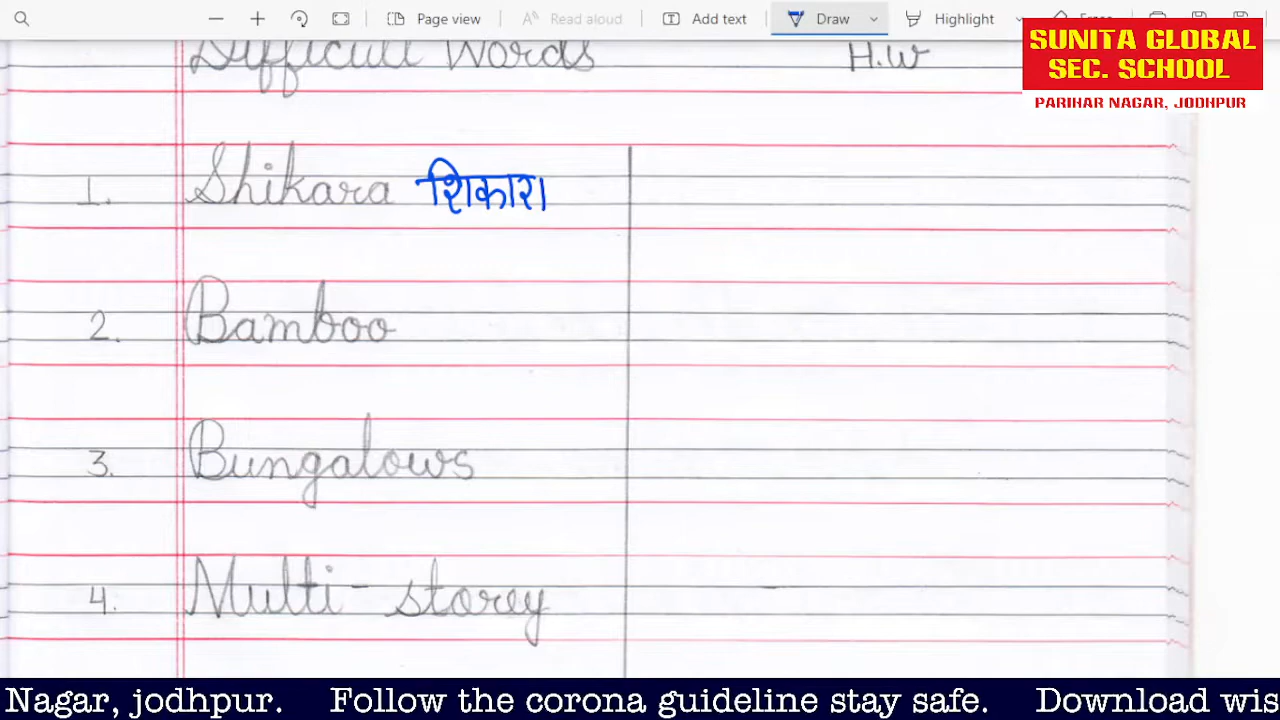 Page view
Read aloud
Add text
Draw
Highlight
Erase
SUNITA GLOBAL
SEC. SCHOOL
PARIHAR NAGAR, JODHPUR
Difficult Words H.W
1. Shikara शिकारा
2. Bamboo
3. Bungalows
4. Multi-storey
Nagar, jodhpur. Follow the corona guideline stay safe. Download wis